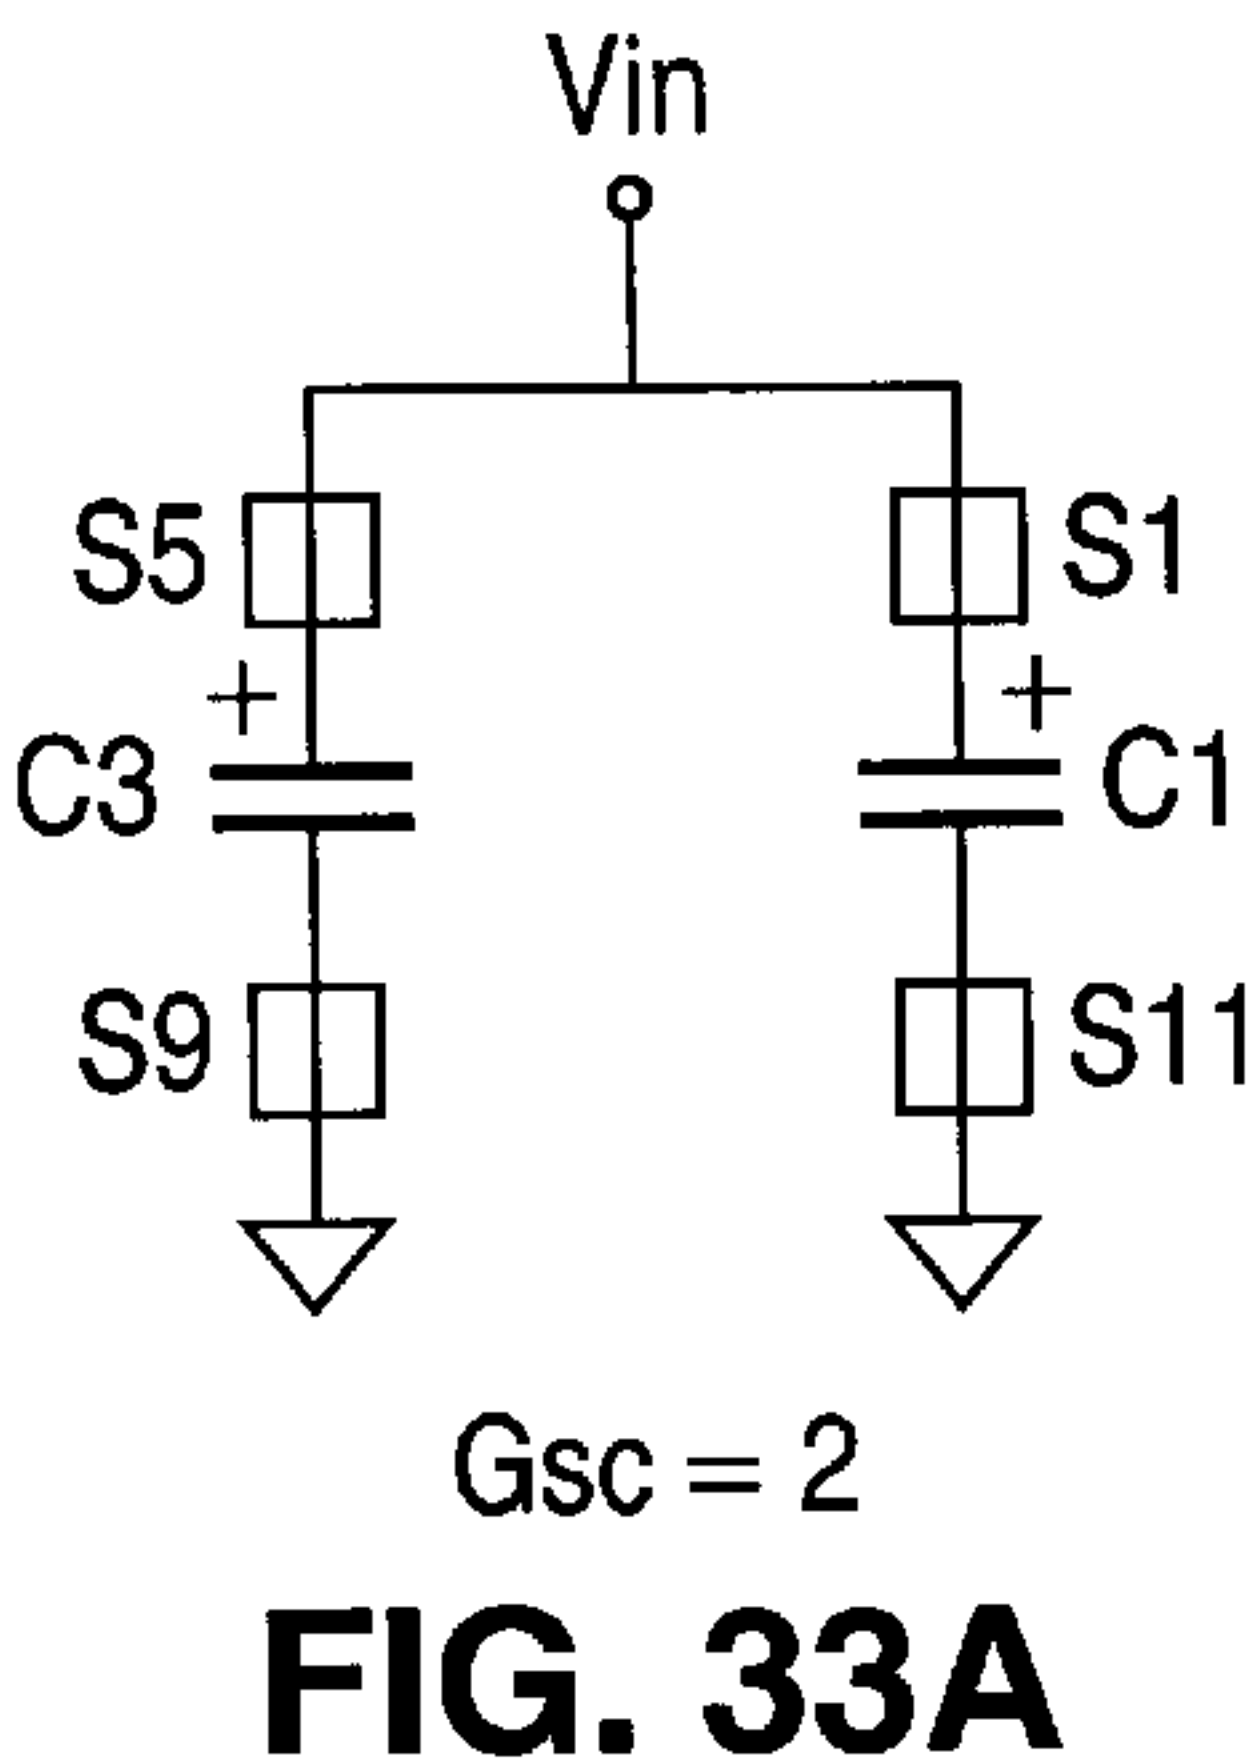 Vin
S5
S1
+
+
C3
C1
S9
S11
Gsc = 2
FIG. 33A